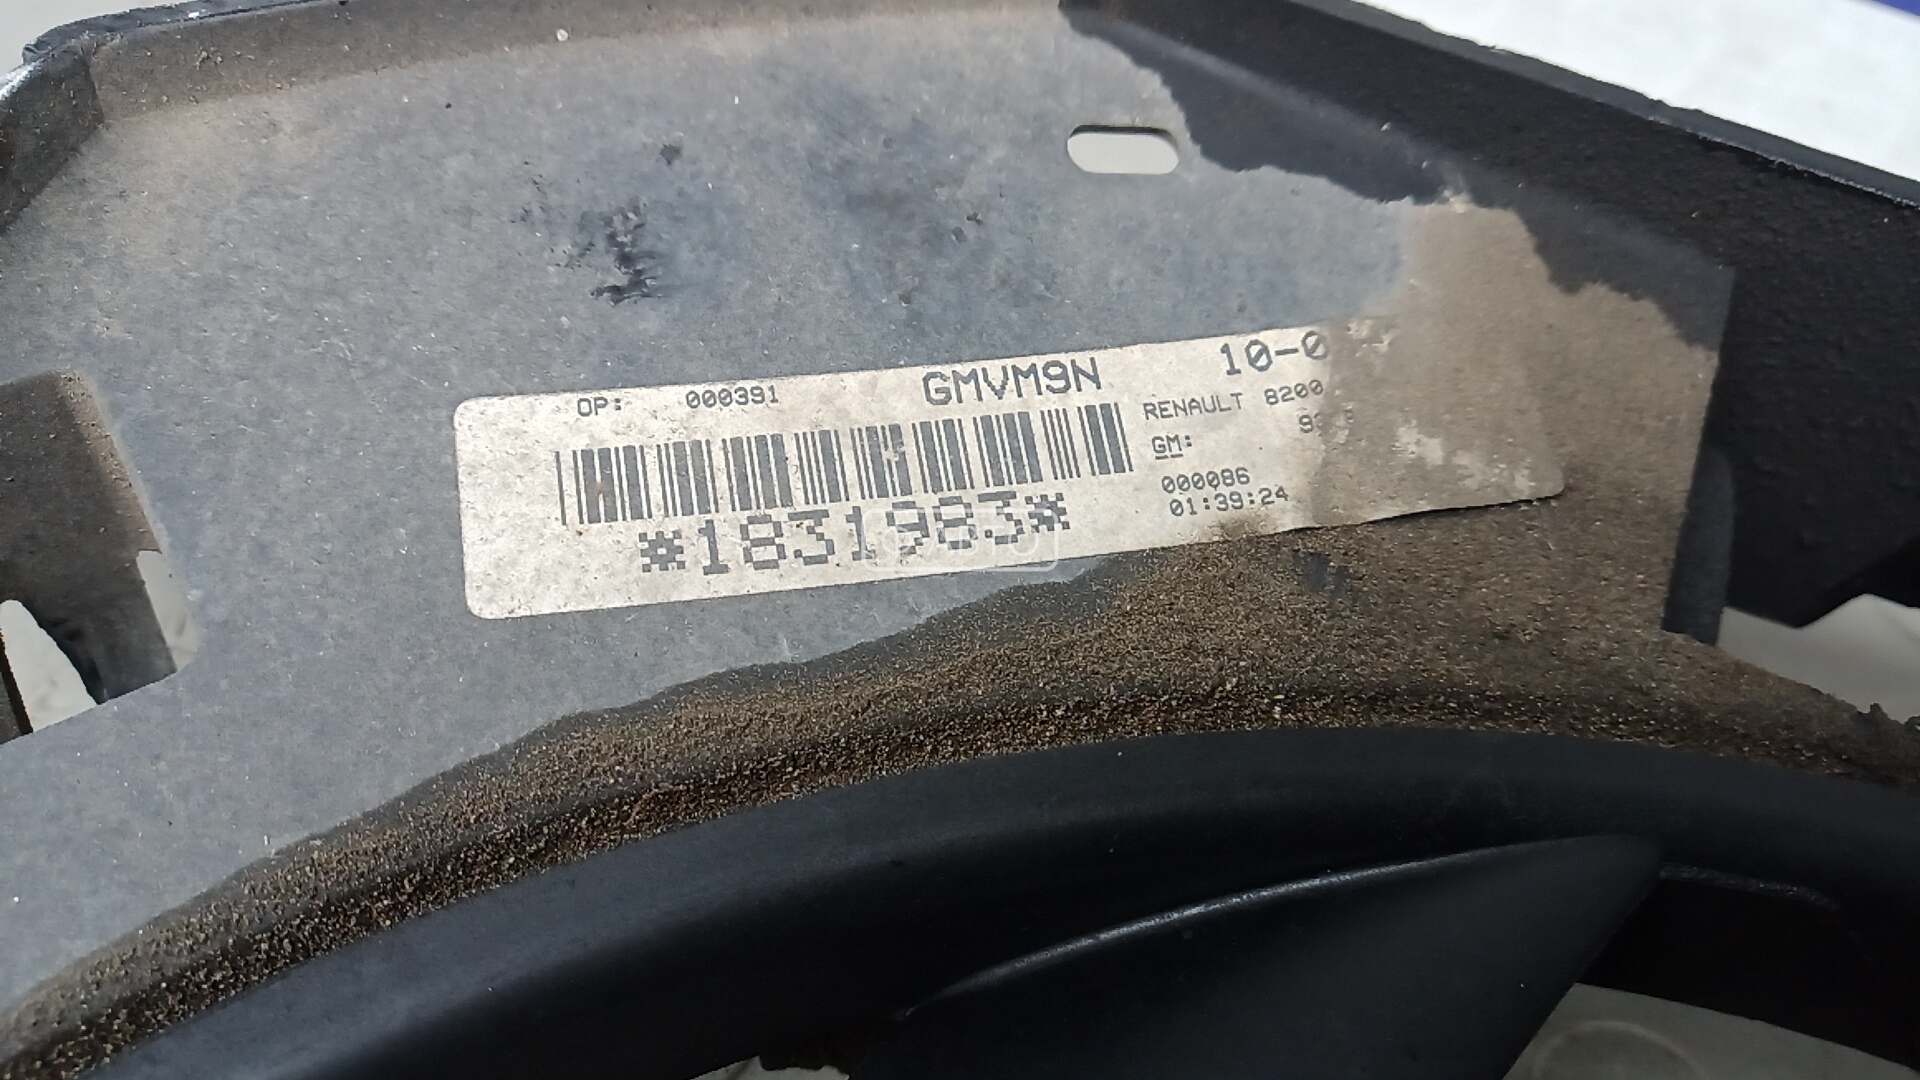 OP: 000391 GMVM9N 10-0
RENAULT 8200
GM:
000086
01:39:24
*1831983*